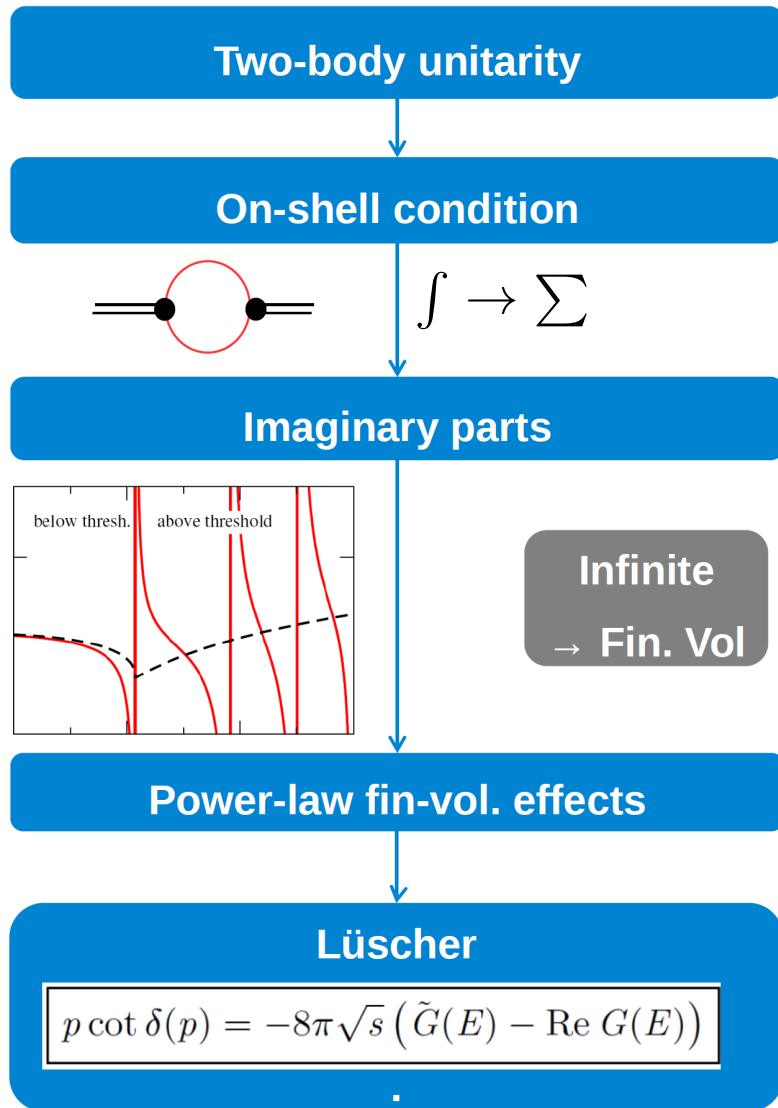 Two-body unitarity
On-shell condition
∫ → ∑
Imaginary parts
below thresh. above threshold
Infinite
→ Fin. Vol
Power-law fin-vol. effects
Lüscher
p cot δ(p) = −8π√s (G̃(E) − Re G(E))
.